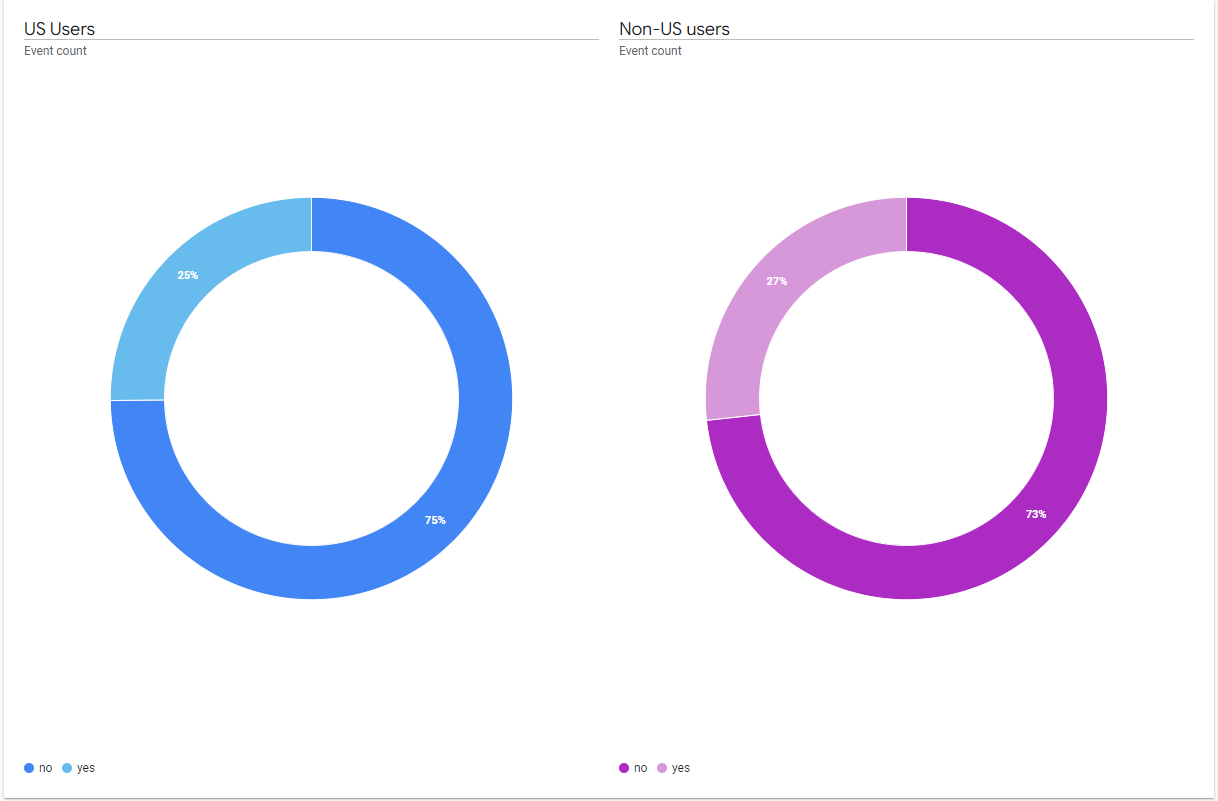 US Users
Event count
25%
75%
no yes
Non-US users
Event count
27%
73%
no yes